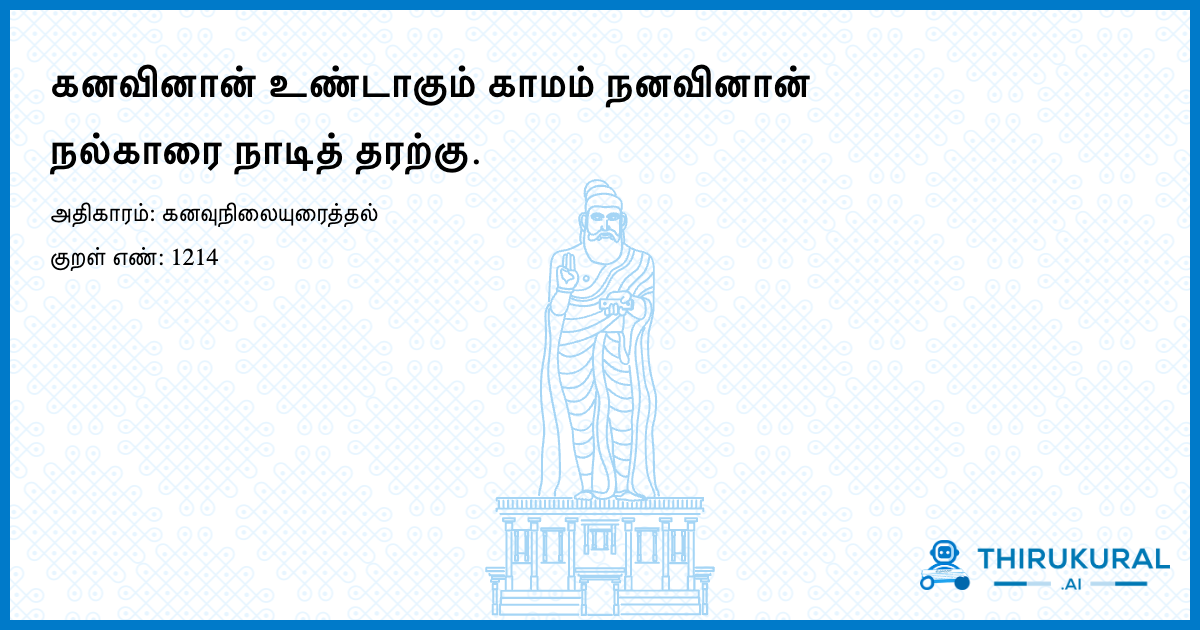 கனவினான் உண்டாகும் காமம் நனவினான்
நல்காரை நாடித் தரற்கு.
அதிகாரம்: கனவுநிலையுரைத்தல்
குறள் எண்: 1214
THIRUKURAL
.AI